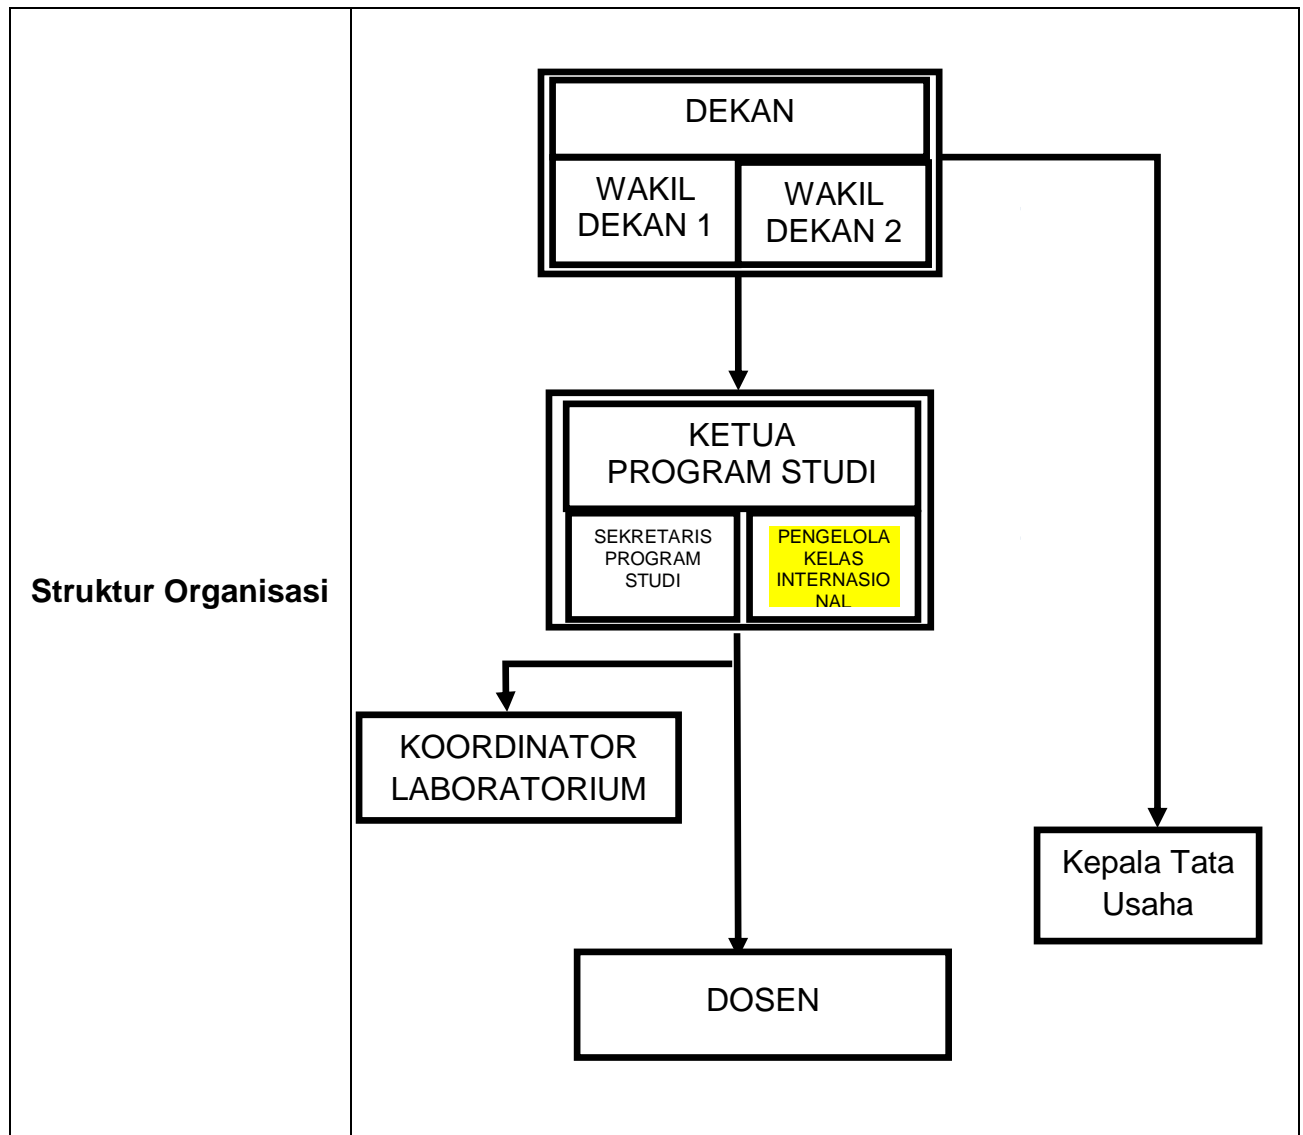 DEKAN
WAKIL
DEKAN 1
WAKIL
DEKAN 2
KETUA
PROGRAM STUDI
SEKRETARIS
PROGRAM
STUDI
PENGELOLA
KELAS
INTERNASIO
NAL
Struktur Organisasi
KOORDINATOR
LABORATORIUM
Kepala Tata
Usaha
DOSEN